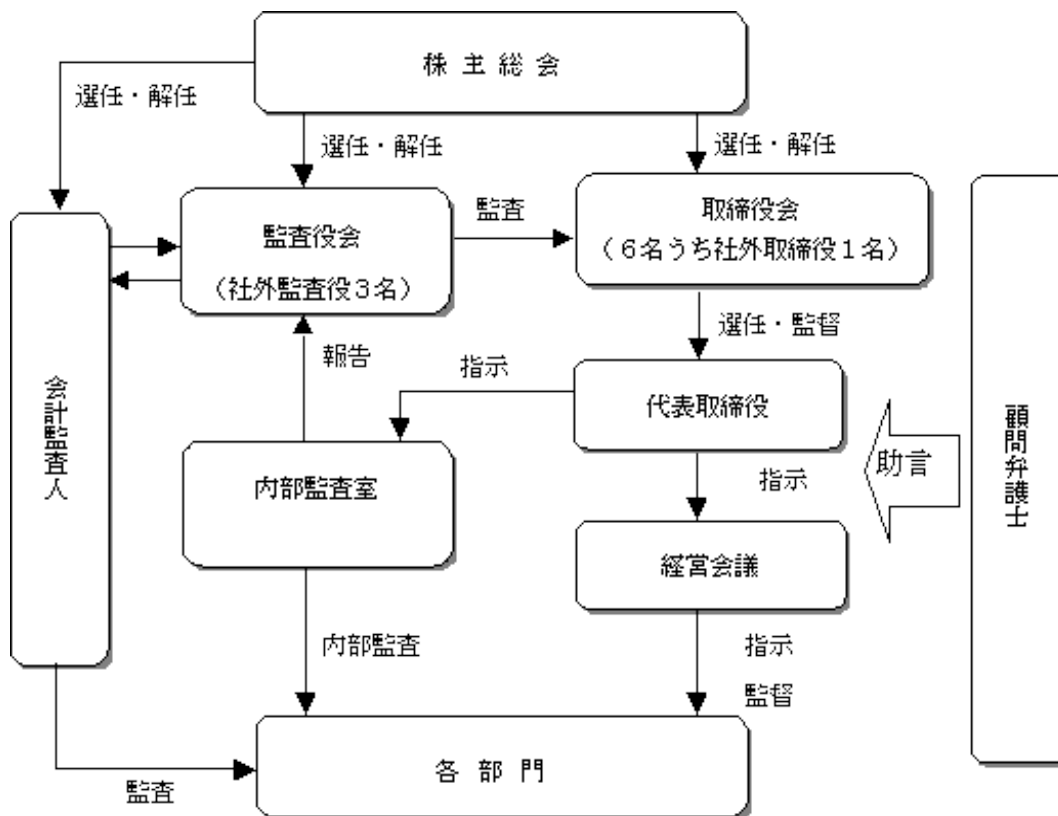 株主総会
選任・解任
選任・解任
選任・解任
監査役会
（社外監査役３名）
監査
取締役会
（６名うち社外取締役１名）
選任・監督
報告
指示
代表取締役
会計監査人
内部監査室
指示
助言
顧問弁護士
経営会議
内部監査
指示
監督
各部門
監査